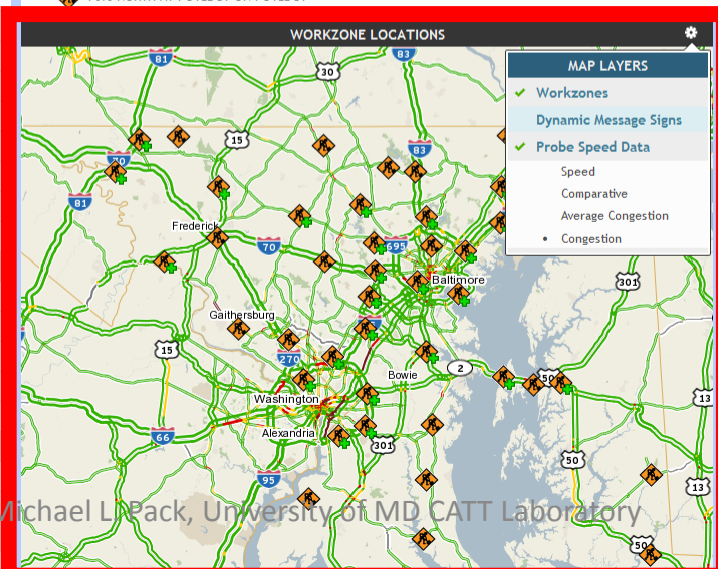 WORKZONE LOCATIONS
MAP LAYERS
Workzones
Dynamic Message Signs
Probe Speed Data
Speed
Comparative
Average Congestion
Congestion
81
30
83
15
83
70
81
Frederick
70
695
Baltimore
301
Gaithersburg
15
270
2
50
Bowie
13
Washington
Alexandria
66
301
50
95
13
Michael L. Pack, University of MD CATT Laboratory
50